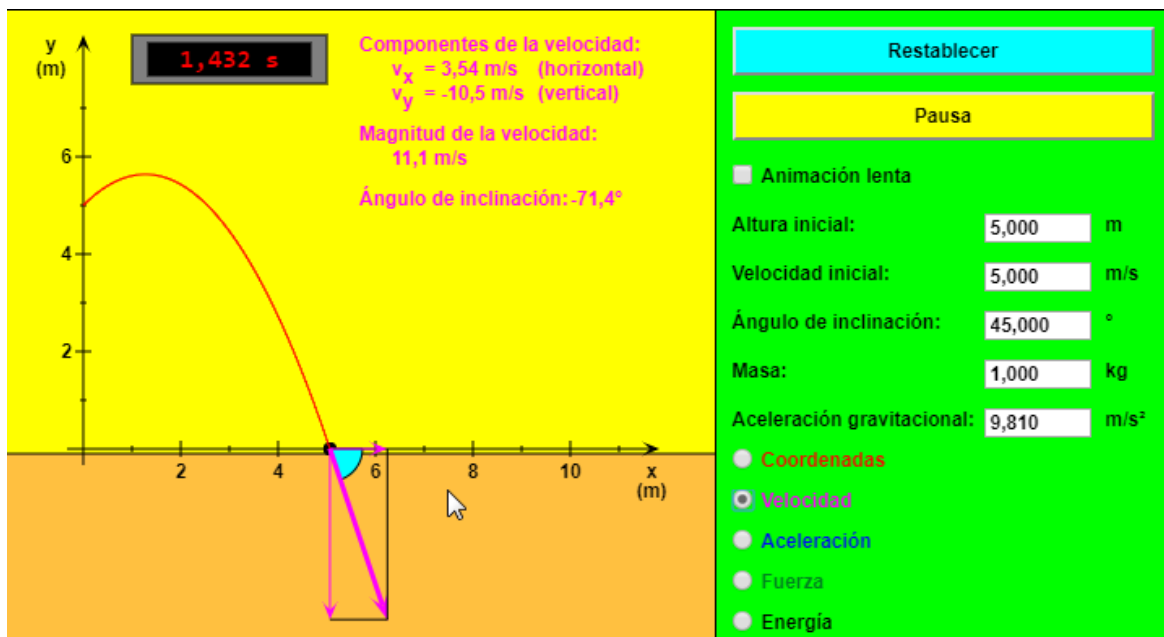 y
(m)
1,432 s
Componentes de la velocidad:
vx = 3,54 m/s (horizontal)
vy = -10,5 m/s (vertical)
Magnitud de la velocidad:
11,1 m/s
Ángulo de inclinación: -71,4°
6
4
2
2 4 6 8 10 x
(m)
Restablecer
Pausa
Animación lenta
Altura inicial: 5,000 m
Velocidad inicial: 5,000 m/s
Ángulo de inclinación: 45,000 °
Masa: 1,000 kg
Aceleración gravitacional: 9,810 m/s²
Coordenadas
Velocidad
Aceleración
Fuerza
Energía